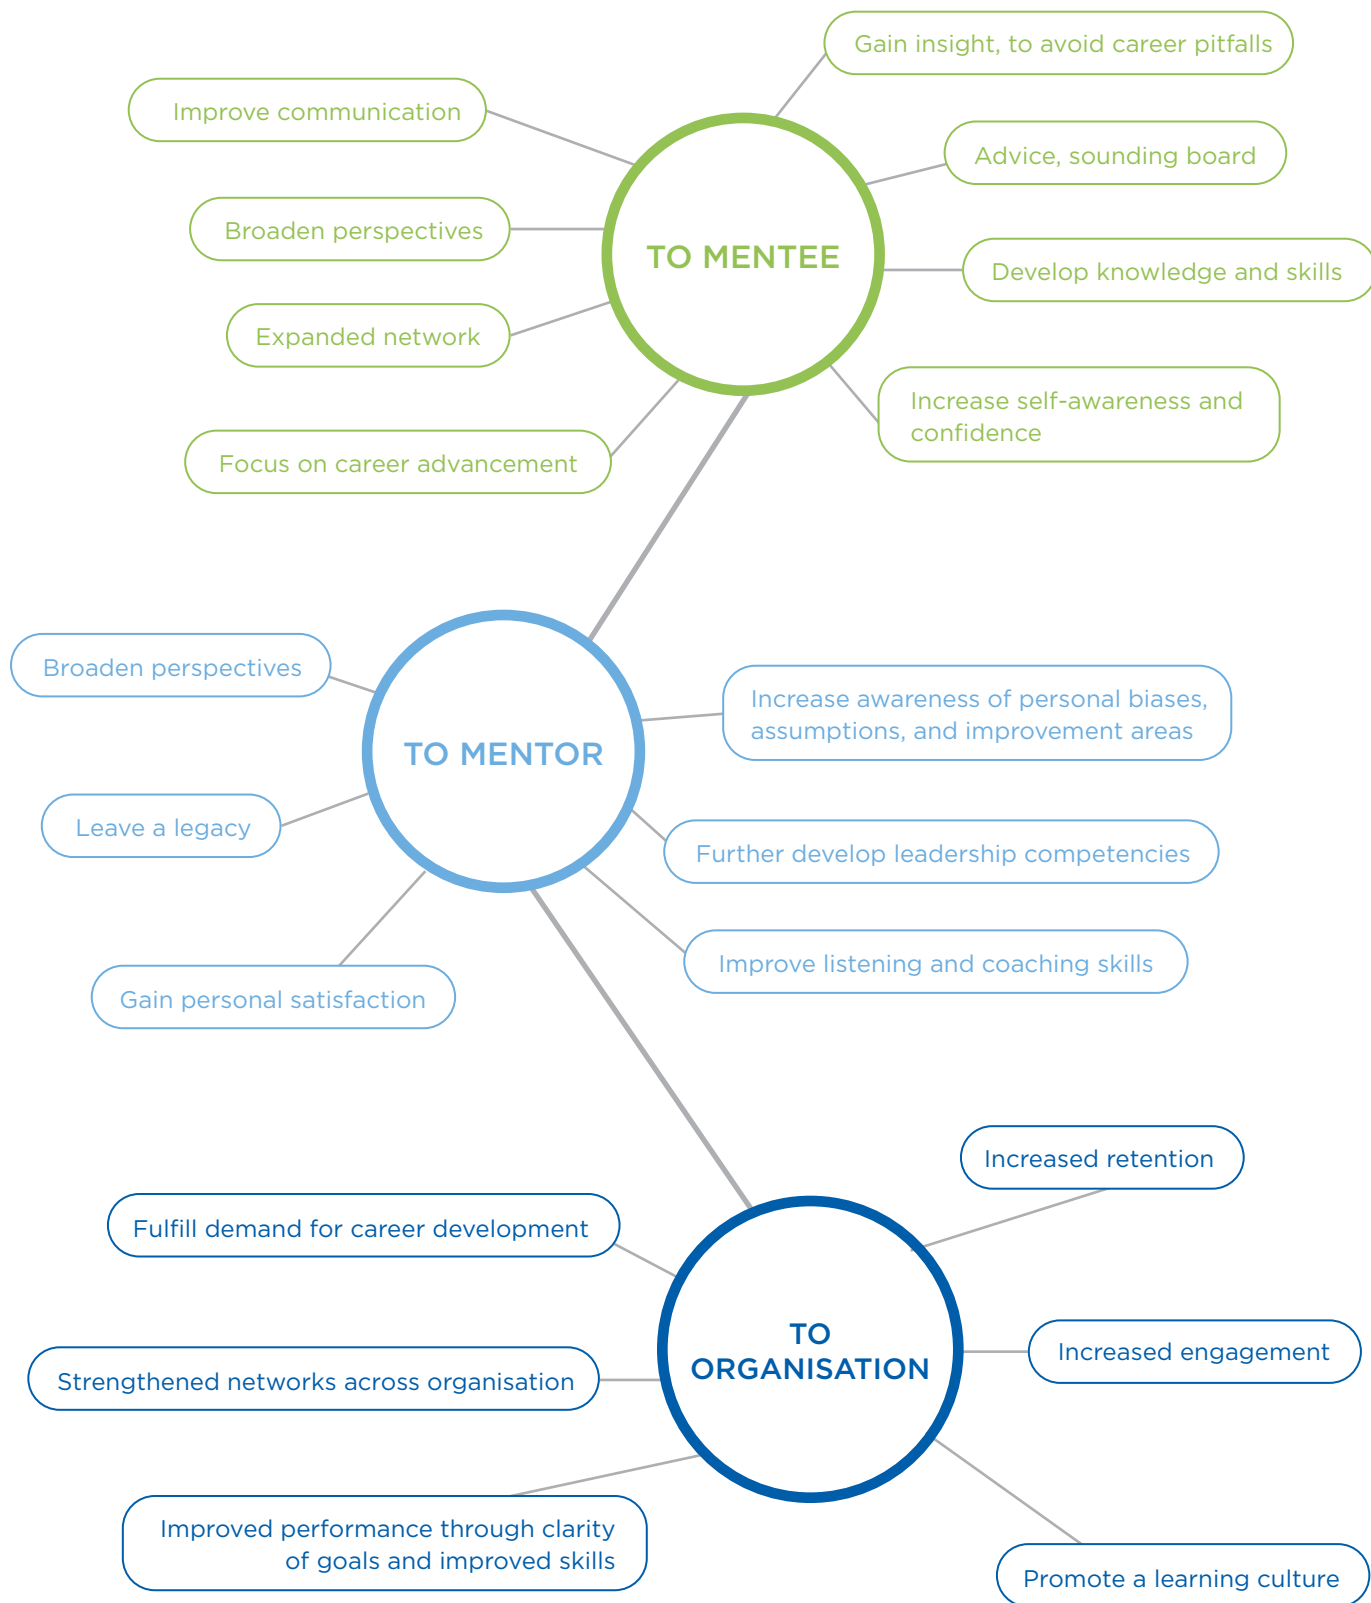 Gain insight, to avoid career pitfalls
Improve communication
Advice, sounding board
Broaden perspectives
TO MENTEE
Develop knowledge and skills
Expanded network
Increase self-awareness and
confidence
Focus on career advancement
Broaden perspectives
Increase awareness of personal biases,
assumptions, and improvement areas
TO MENTOR
Leave a legacy
Further develop leadership competencies
Improve listening and coaching skills
Gain personal satisfaction
Increased retention
Fulfill demand for career development
TO
ORGANISATION
Increased engagement
Strengthened networks across organisation
Improved performance through clarity
of goals and improved skills
Promote a learning culture